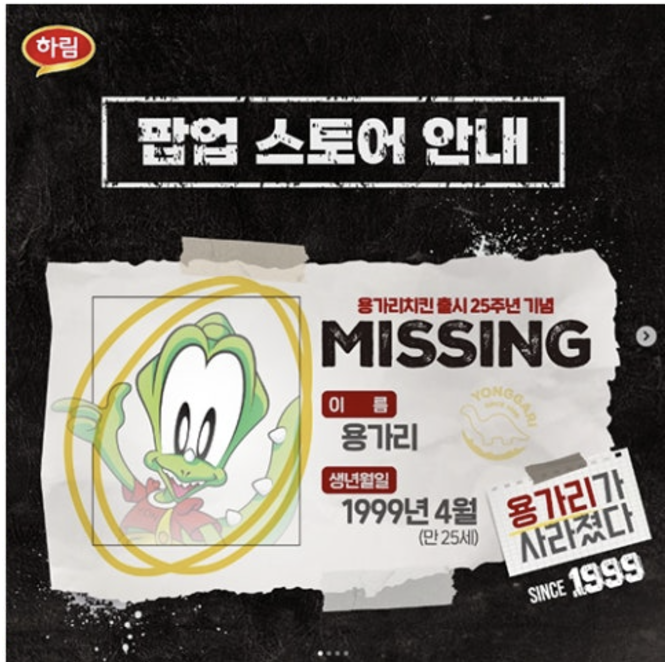 하림
팝업 스토어 안내
용가리치킨 출시 25주년 기념
MISSING
이 름
용가리
YONGGARI
SINCE 1999
생년월일
1999년 4월
(만 25세)
용가리가
사라졌다
SINCE 1999